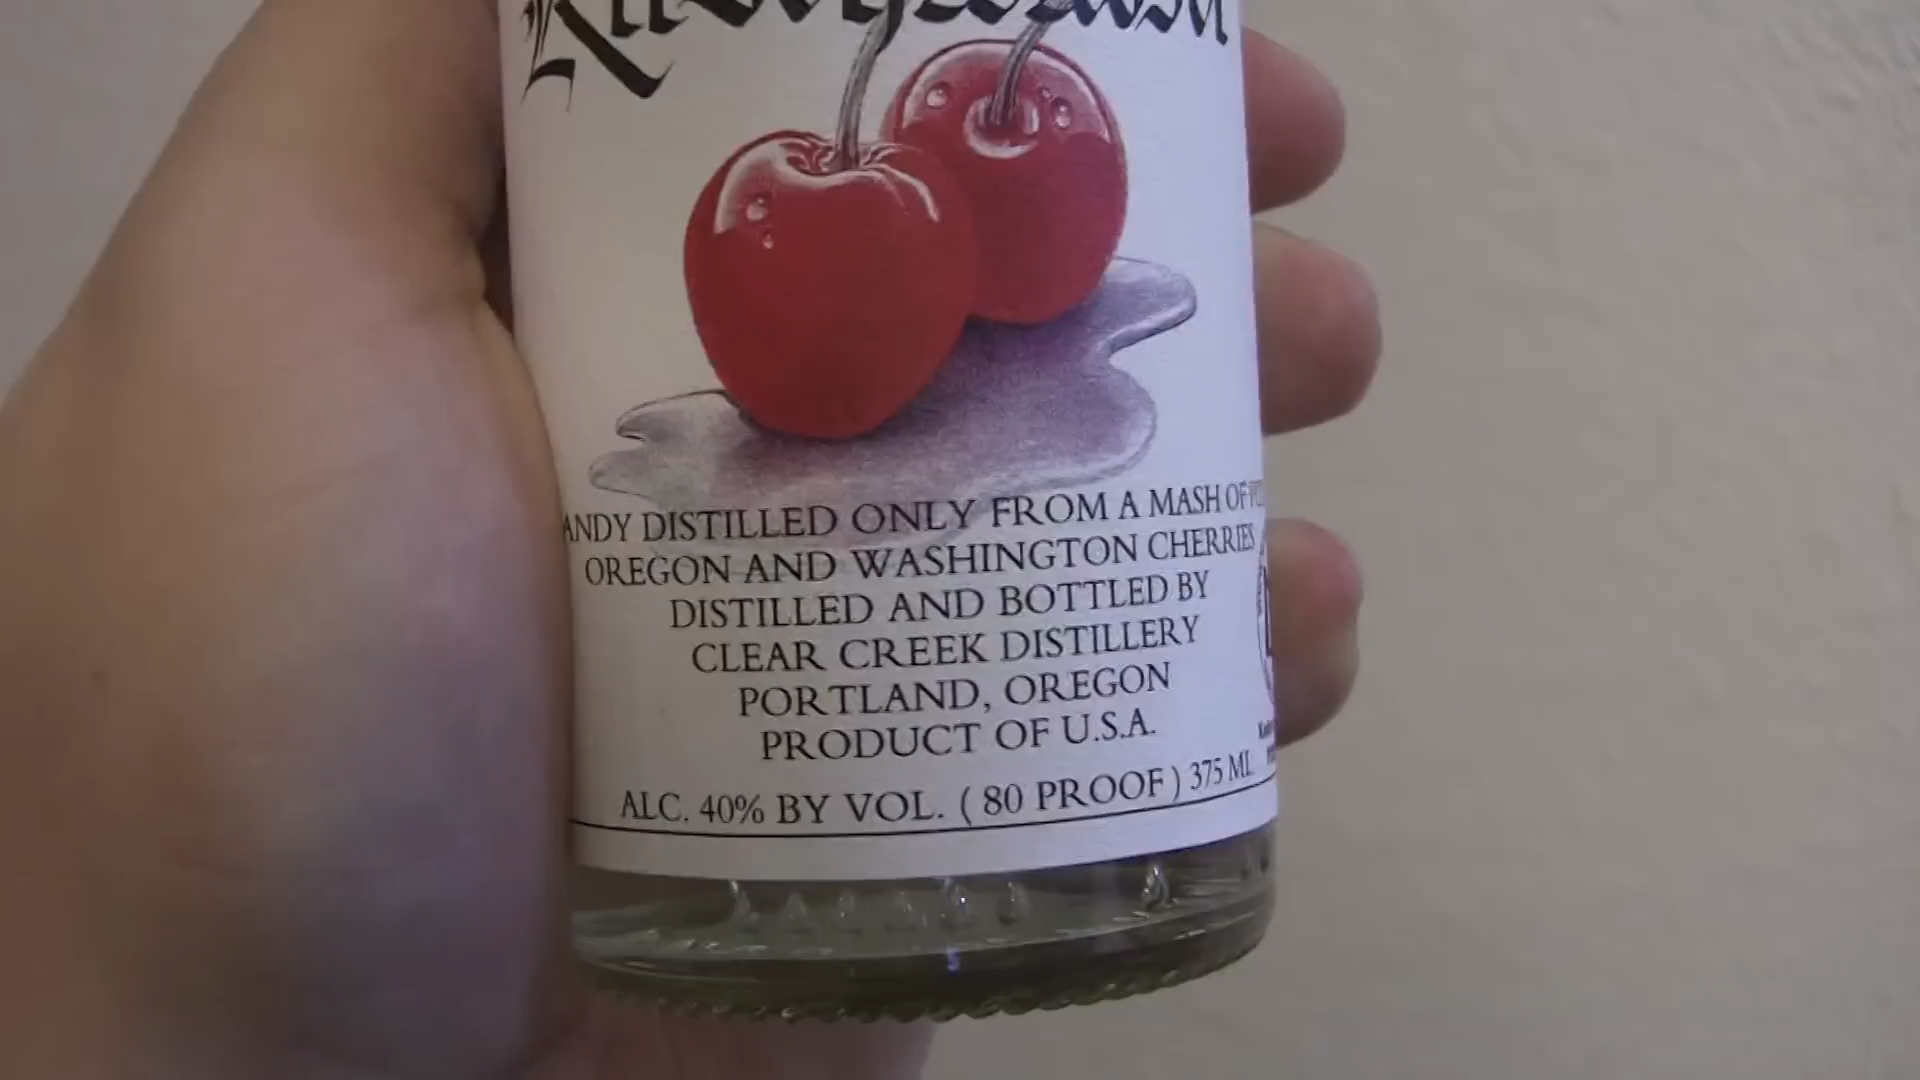 ANDY DISTILLED ONLY FROM A MASH OF
OREGON AND WASHINGTON CHERRIES
DISTILLED AND BOTTLED BY
CLEAR CREEK DISTILLERY
PORTLAND, OREGON
PRODUCT OF U.S.A.
ALC. 40% BY VOL. ( 80 PROOF ) 375 ML